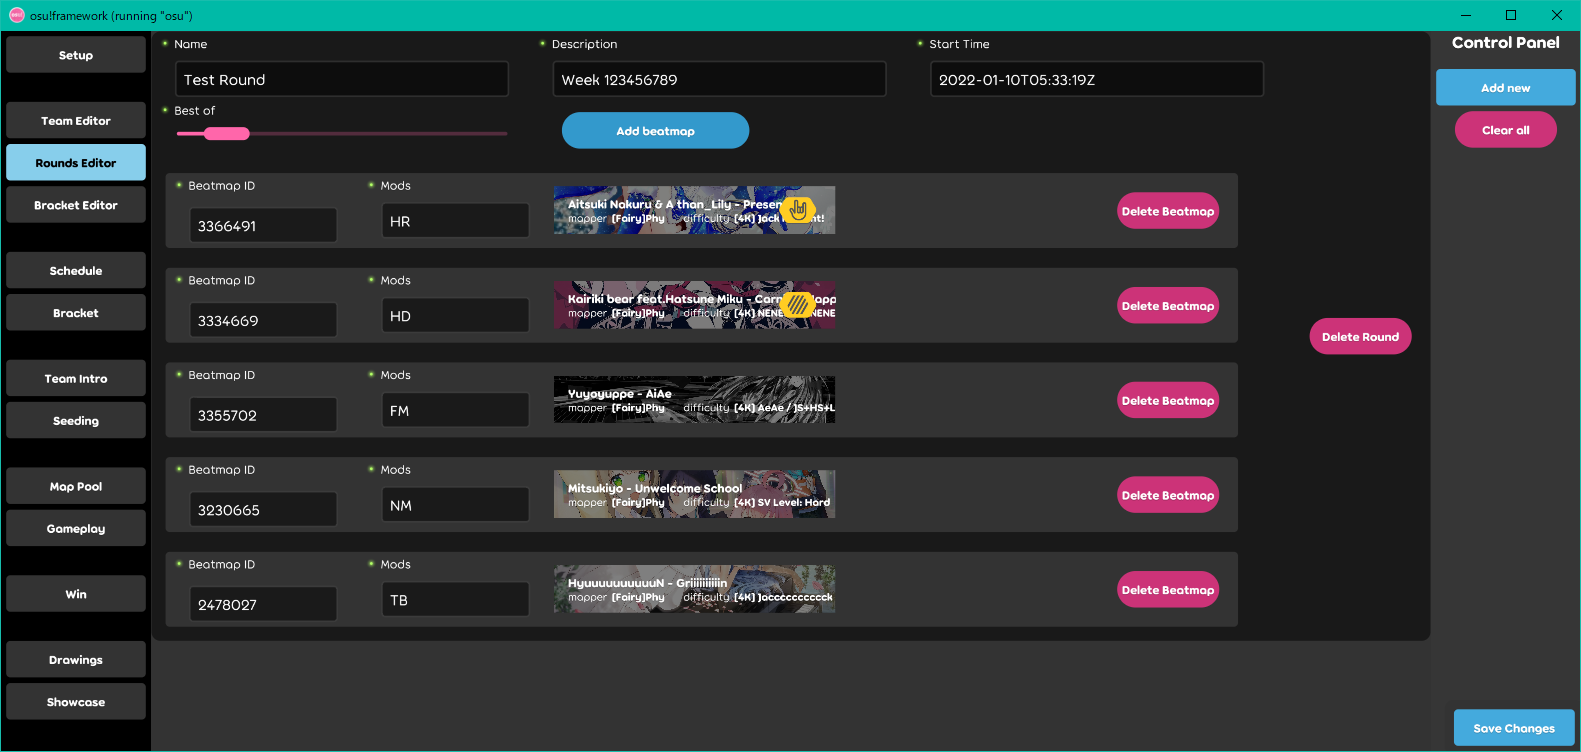 osu!framework (running "osu")
Setup
Team Editor
Rounds Editor
Bracket Editor
Schedule
Bracket
Team Intro
Seeding
Map Pool
Gameplay
Win
Drawings
Showcase
Name
Test Round
Description
Week 123456789
Start Time
2022-01-10T05:33:19Z
Best of
Add beatmap
Beatmap ID
3366491
Mods
HR
Aitsuki Nakuru & A than_Lily - Presen
mapper [Fairy]Phy difficulty [4K] Jack
Delete Beatmap
Beatmap ID
3334669
Mods
HD
Kairiki bear feat.Hatsune Miku - Carn
mapper [Fairy]Phy difficulty [4K] NENE NENE
Delete Beatmap
Beatmap ID
3355702
Mods
FM
Yuyoyuppe - AiAe
mapper [Fairy]Phy difficulty [4K] AeAe / JS+HS+L
Delete Beatmap
Beatmap ID
3230665
Mods
NM
Mitsukiyo - Unwelcome School
mapper [Fairy]Phy difficulty [4K] SV Level: Hard
Delete Beatmap
Beatmap ID
2478027
Mods
TB
HyuuuuuuuuuuN - Griiiiiiiiiin
mapper [Fairy]Phy difficulty [4K] Jaccccccccccck
Delete Beatmap
Delete Round
Control Panel
Add new
Clear all
Save Changes